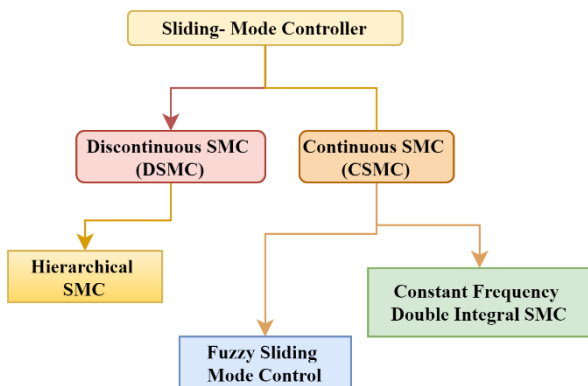 Sliding- Mode Controller
Discontinuous SMC
(DSMC)
Continuous SMC
(CSMC)
Hierarchical
SMC
Constant Frequency
Double Integral SMC
Fuzzy Sliding
Mode Control